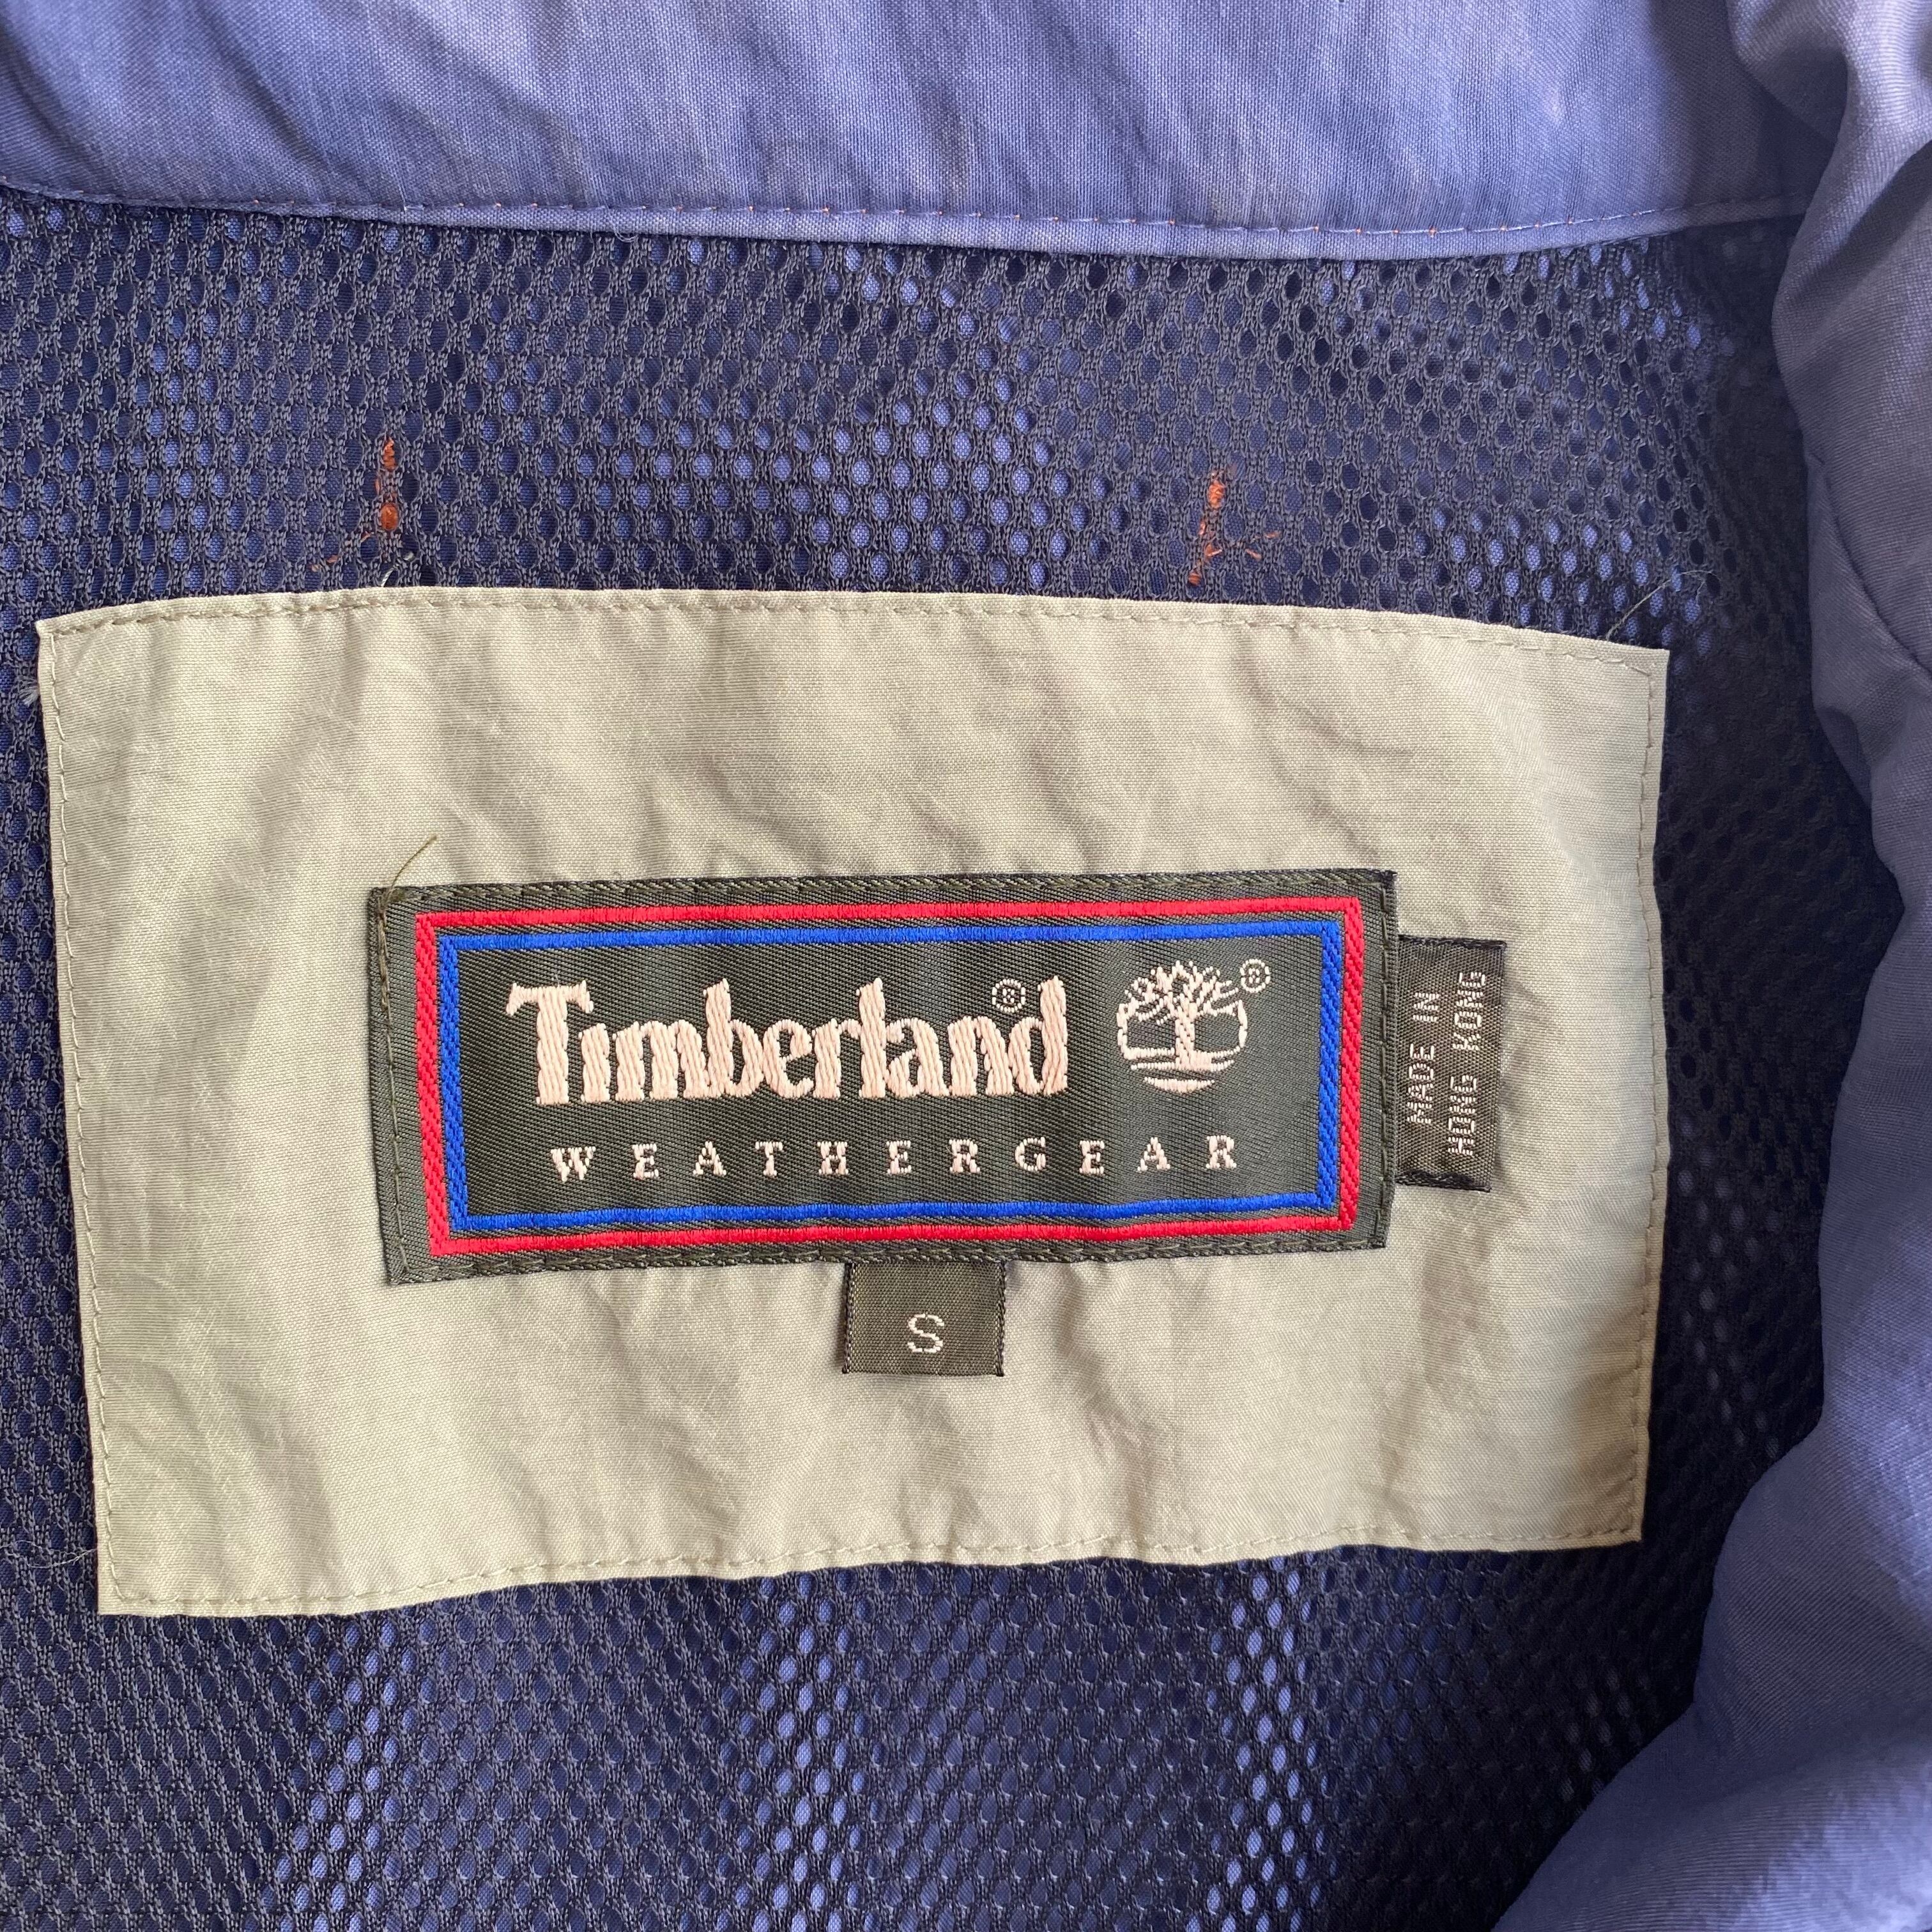 Timberland® ®
WEATHERGEAR
MADE IN
HONG KONG
S